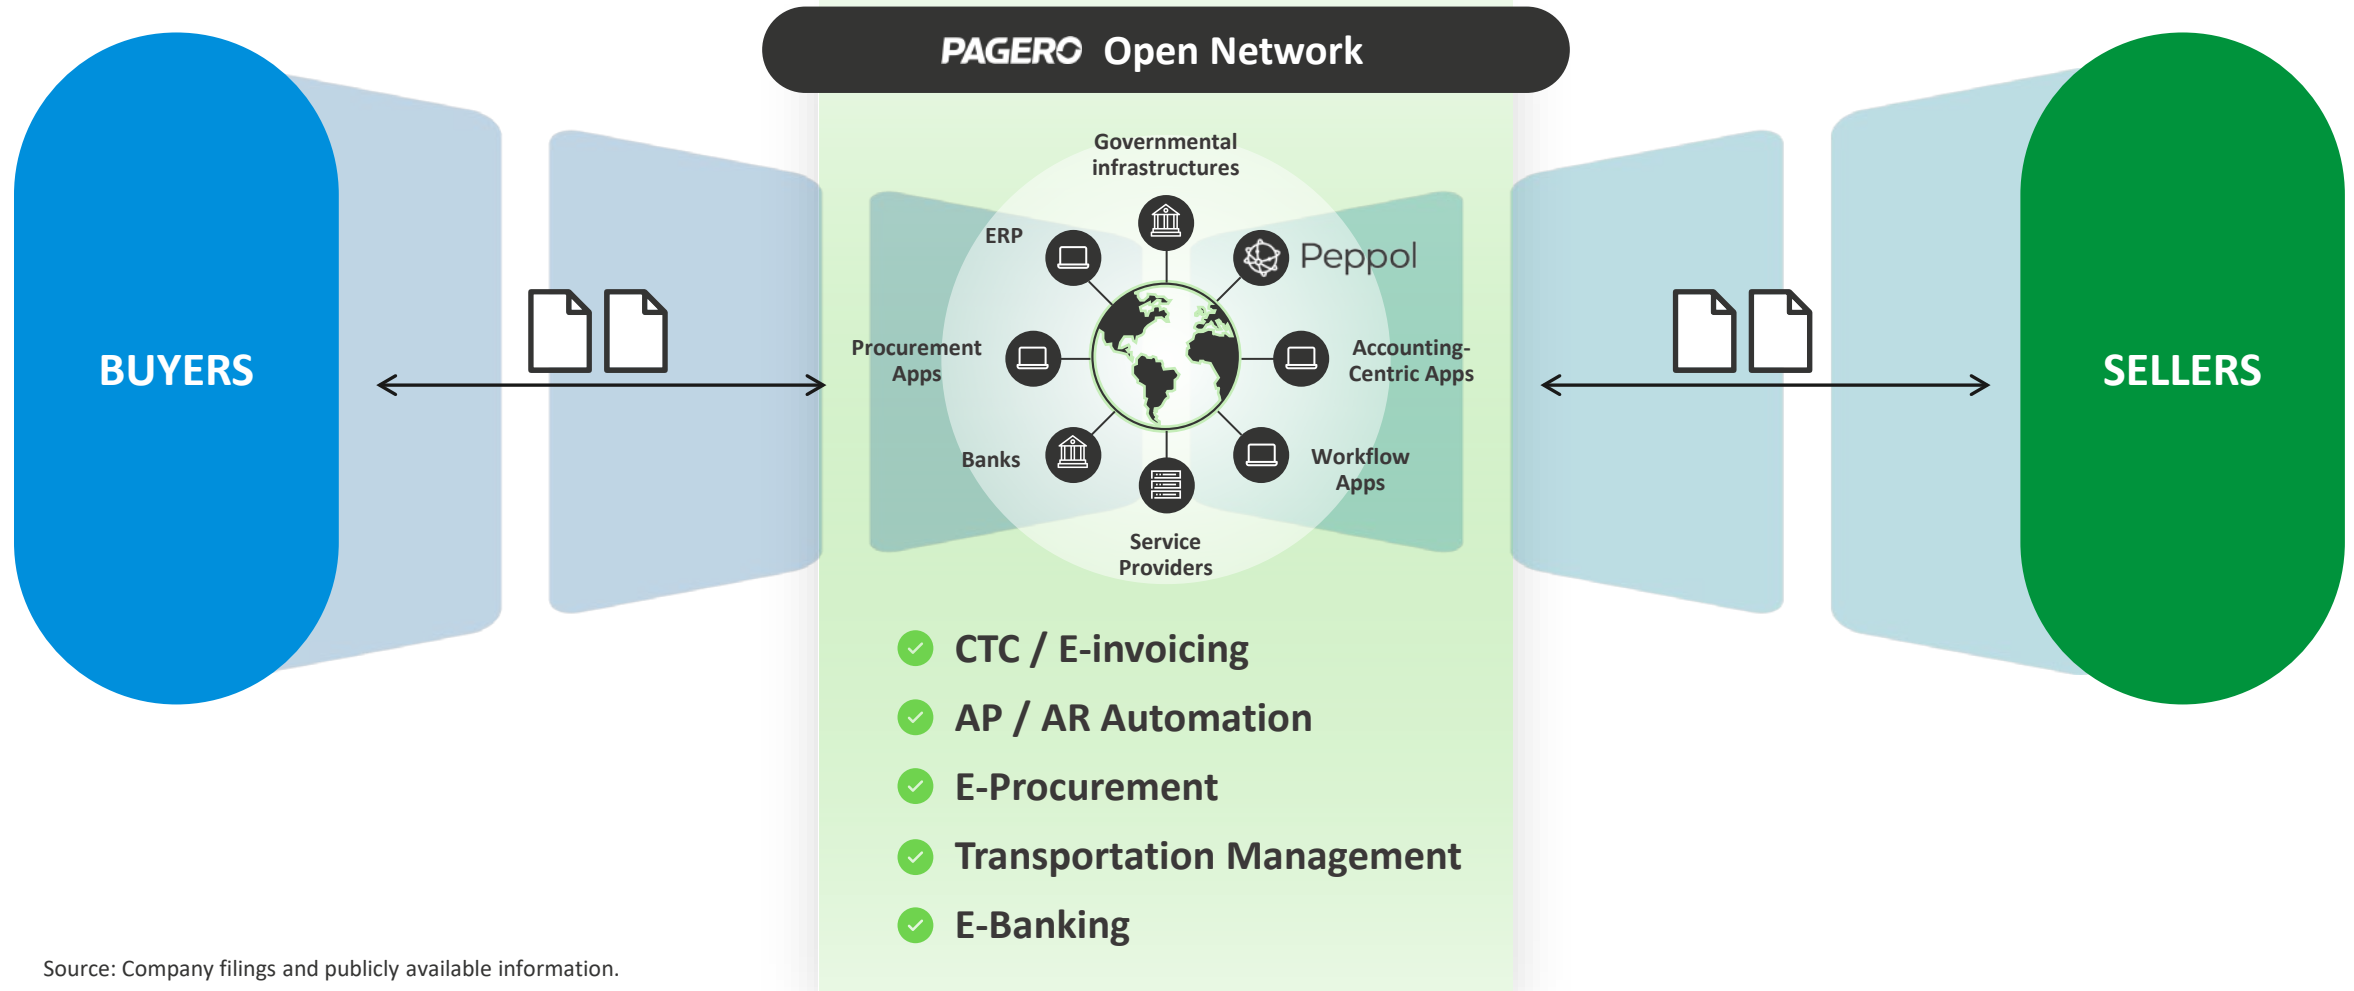 PAGERO Open Network
Governmental
infrastructures
ERP
Peppol
Procurement
Apps
Accounting-
Centric Apps
BUYERS
SELLERS
Banks
Workflow
Apps
Service
Providers
CTC / E-invoicing
AP / AR Automation
E-Procurement
Transportation Management
E-Banking
Source: Company filings and publicly available information.